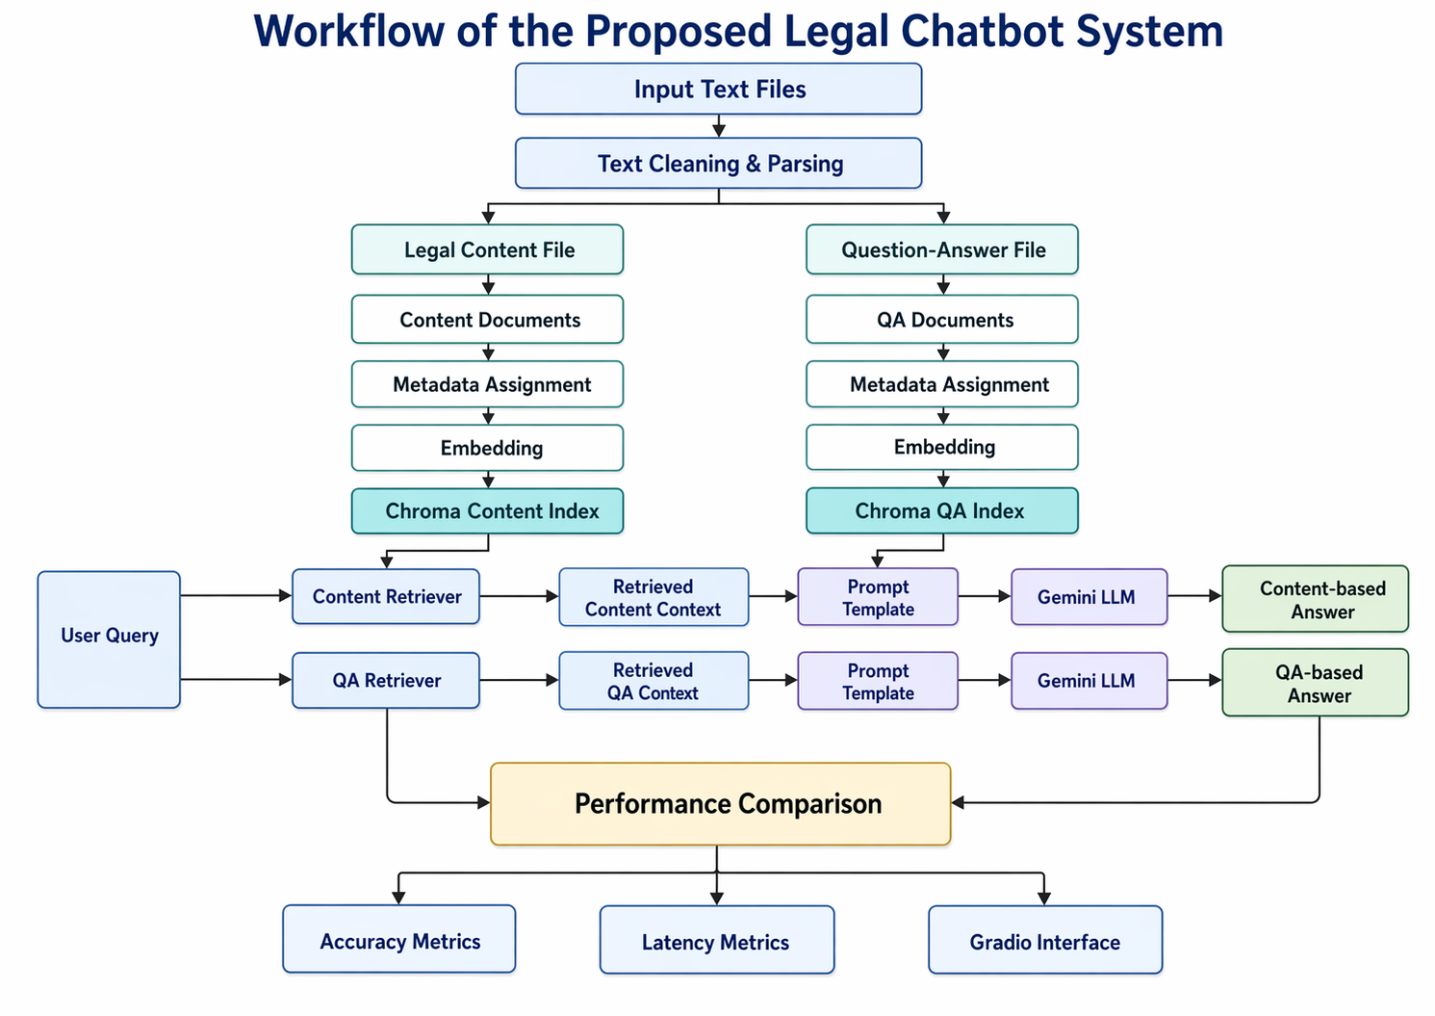 Workflow of the Proposed Legal Chatbot System
Input Text Files
Text Cleaning & Parsing
Legal Content File
Question-Answer File
Content Documents
QA Documents
Metadata Assignment
Metadata Assignment
Embedding
Embedding
Chroma Content Index
Chroma QA Index
User Query
Content Retriever
Retrieved
Content Context
Prompt
Template
Gemini LLM
Content-based
Answer
QA Retriever
Retrieved
QA Context
Prompt
Template
Gemini LLM
QA-based
Answer
Performance Comparison
Accuracy Metrics
Latency Metrics
Gradio Interface